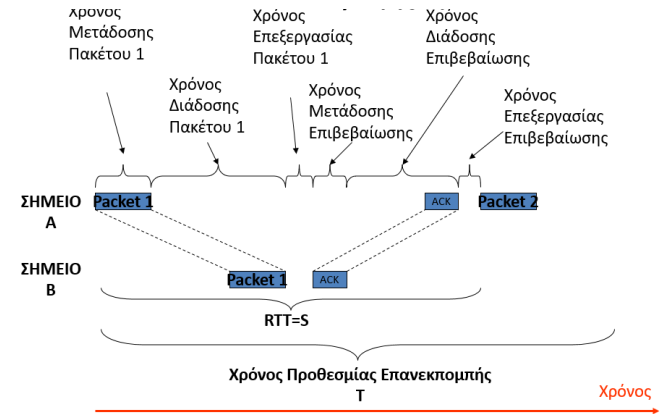 Χρόνος
Μετάδοσης
Πακέτου 1
Χρόνος
Διάδοσης
Πακέτου 1
Χρόνος
Επεξεργασίας
Πακέτου 1
Χρόνος
Μετάδοσης
Επιβεβαίωσης
Χρόνος
Διάδοσης
Επιβεβαίωσης
Χρόνος
Επεξεργασίας
Επιβεβαίωσης
ΣΗΜΕΙΟ
Α
Packet 1
ACK
Packet 2
ΣΗΜΕΙΟ
Β
Packet 1
ACK
RTT=S
Χρόνος Προθεσμίας Επανεκπομπής
Τ
Χρόνος